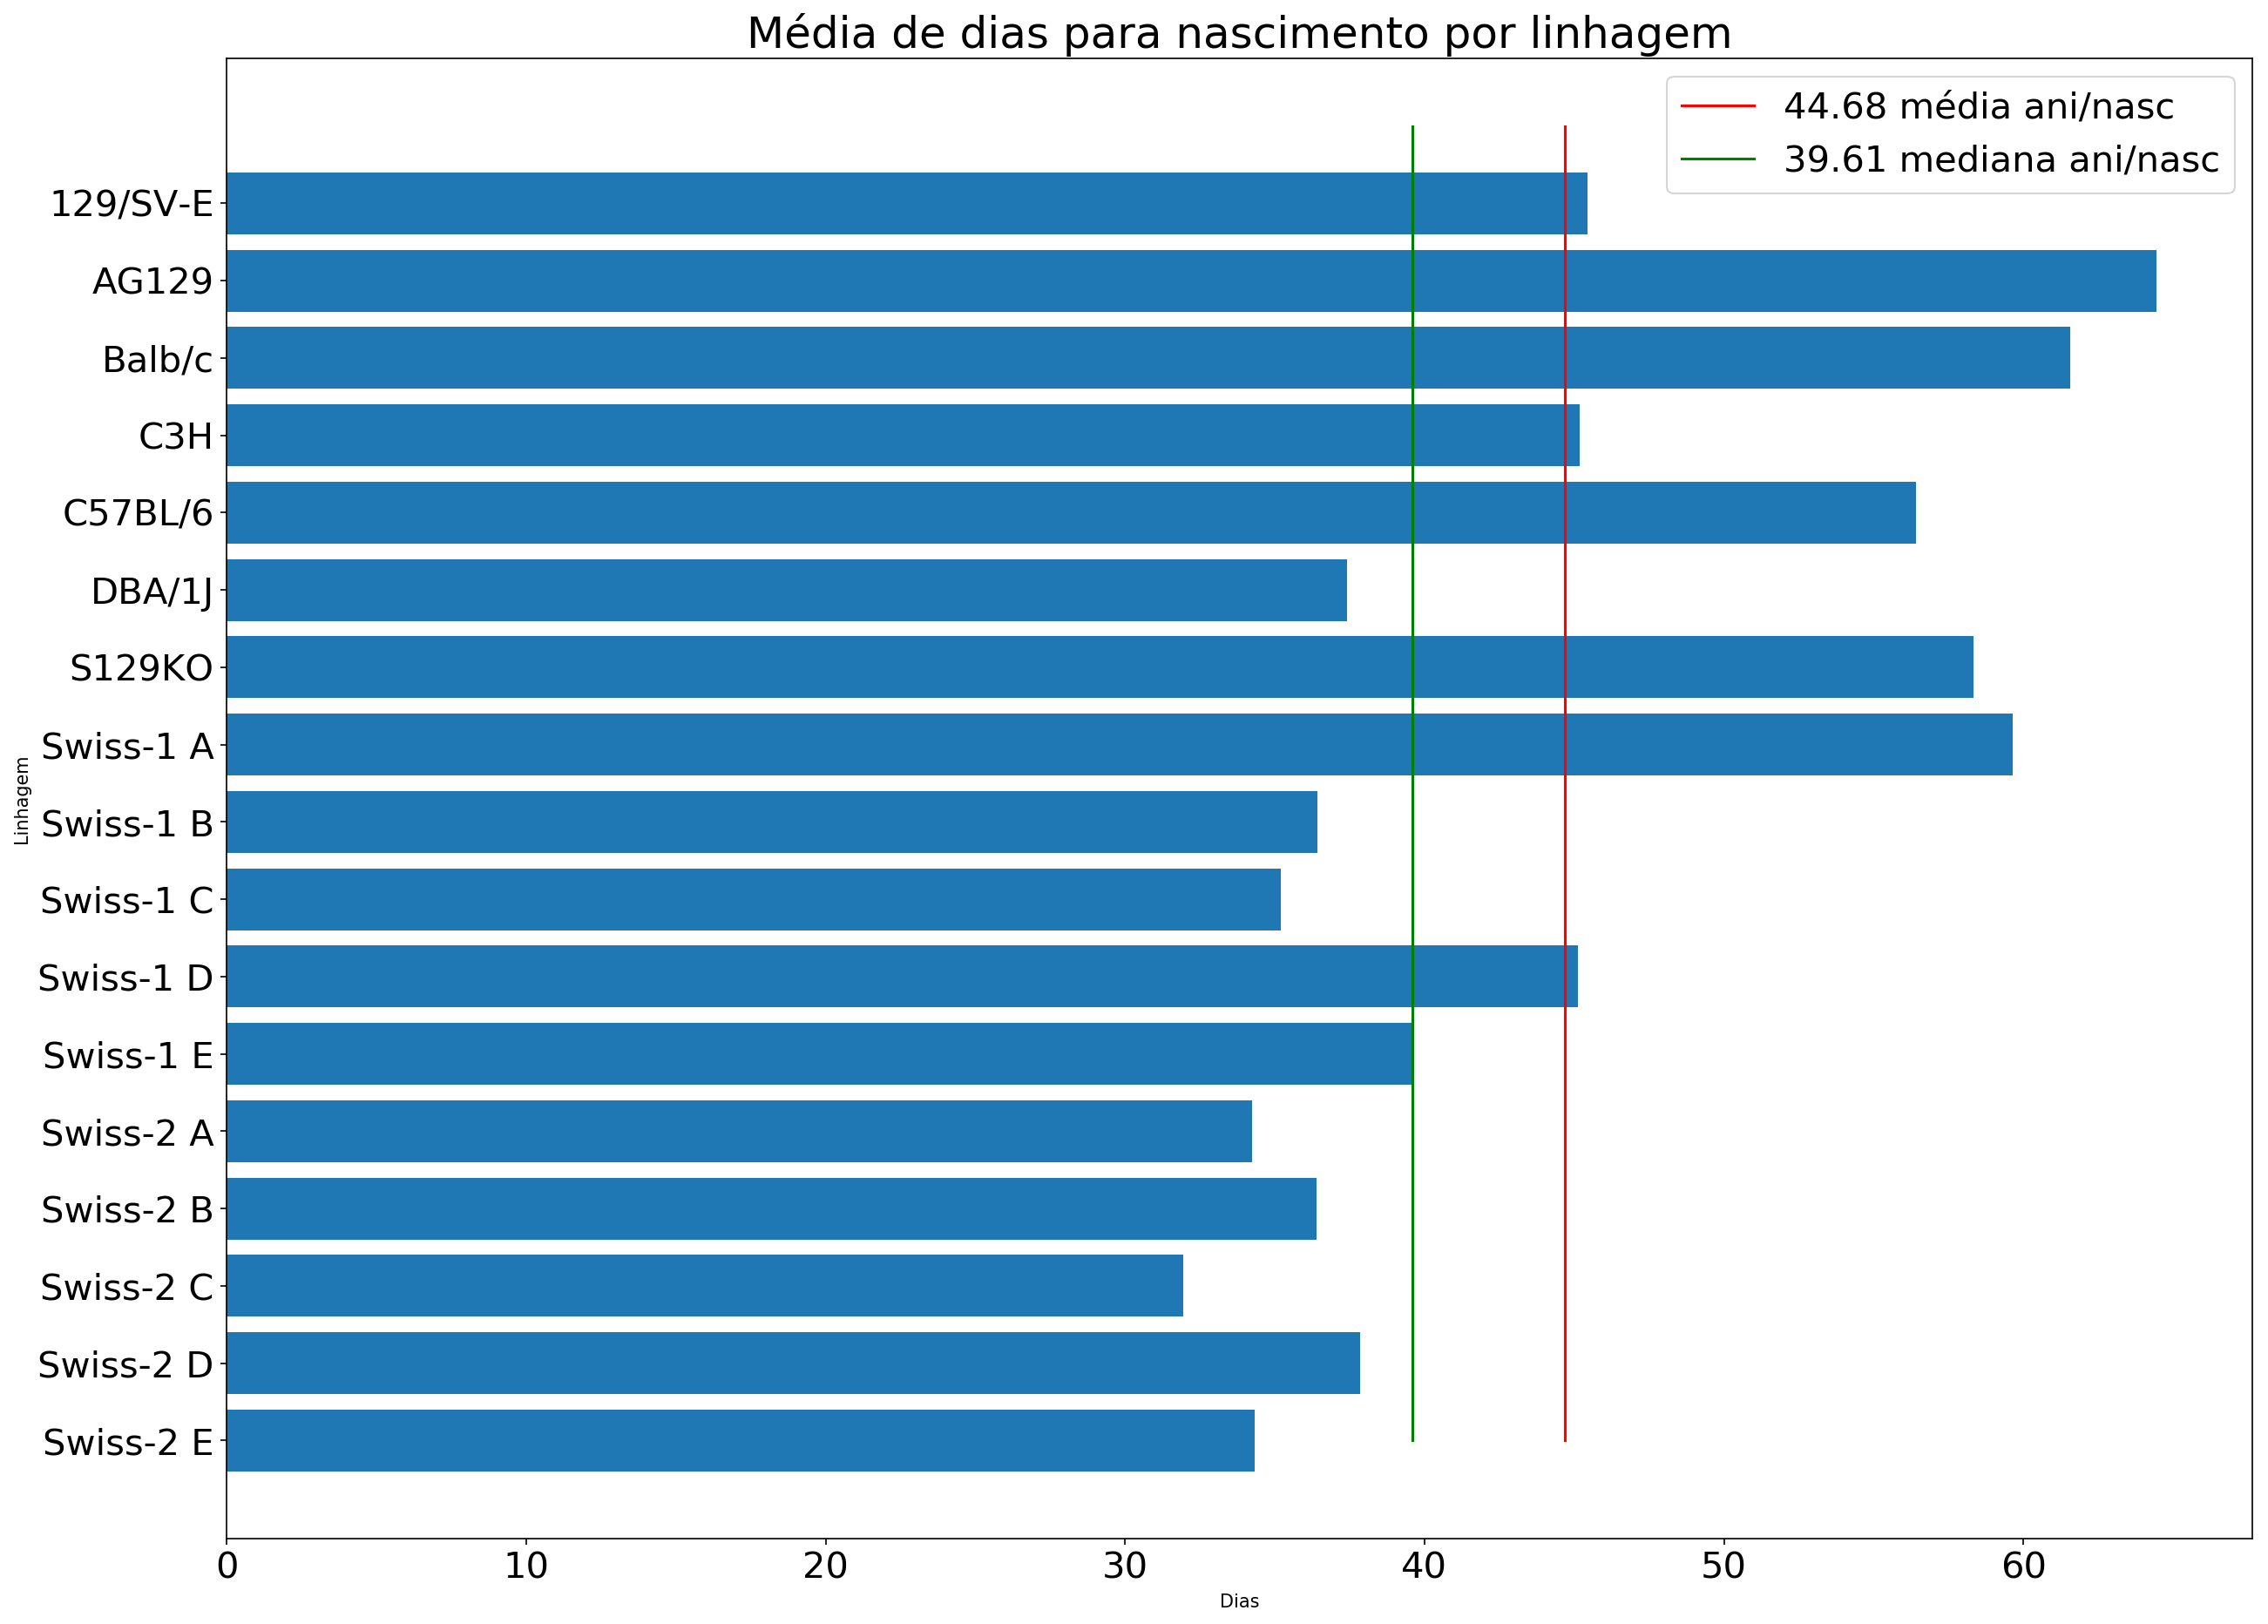 Média de dias para nascimento por linhagem
44.68 média ani/nasc
39.61 mediana ani/nasc
129/SV-E
AG129
Balb/c
C3H
C57BL/6
DBA/1J
S129KO
Swiss-1 A
Swiss-1 B
Swiss-1 C
Swiss-1 D
Swiss-1 E
Swiss-2 A
Swiss-2 B
Swiss-2 C
Swiss-2 D
Swiss-2 E
Linhagem
0 10 20 30 40 50 60
Dias